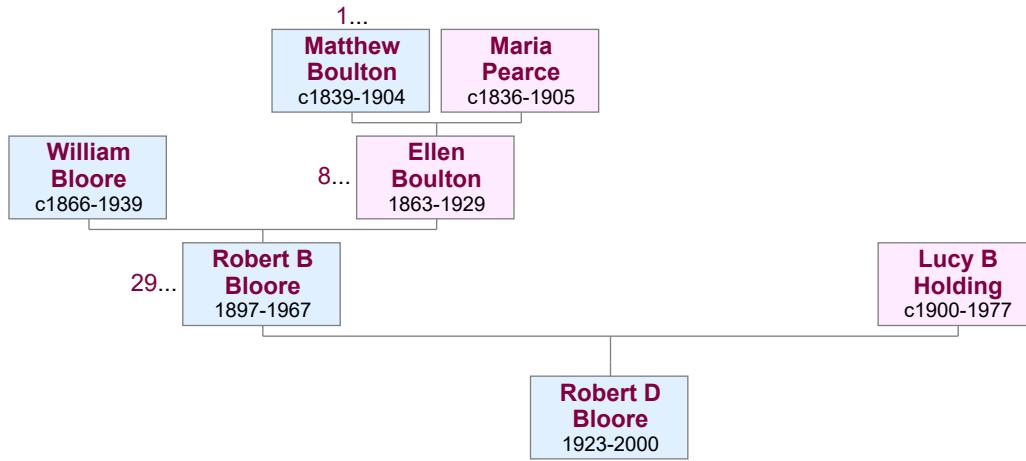 1...
Matthew
Boulton
c1839-1904
Maria
Pearce
c1836-1905
William
Bloore
c1866-1939
8...
Ellen
Boulton
1863-1929
29...
Robert B
Bloore
1897-1967
Lucy B
Holding
c1900-1977
Robert D
Bloore
1923-2000